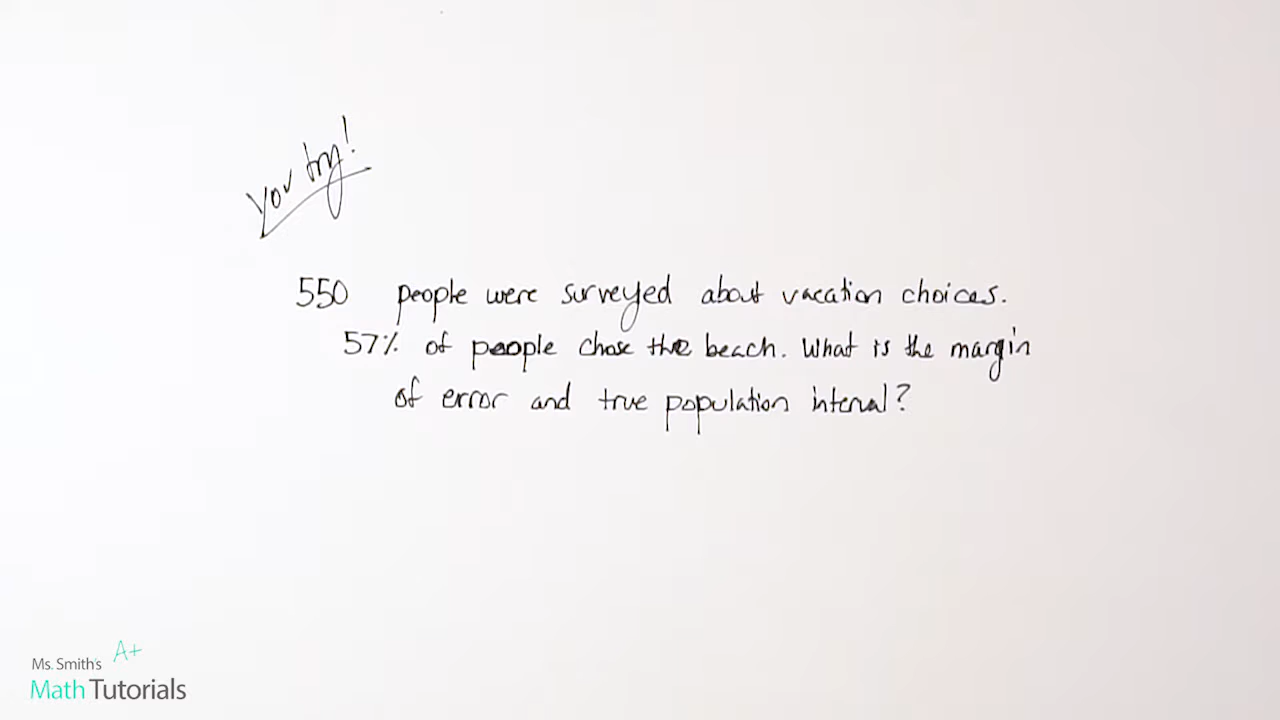 you try!
550 people were surveyed about vacation choices.
57% of people chose the beach. What is the margin
of error and true population interval?
A+
Ms. Smith's
Math Tutorials